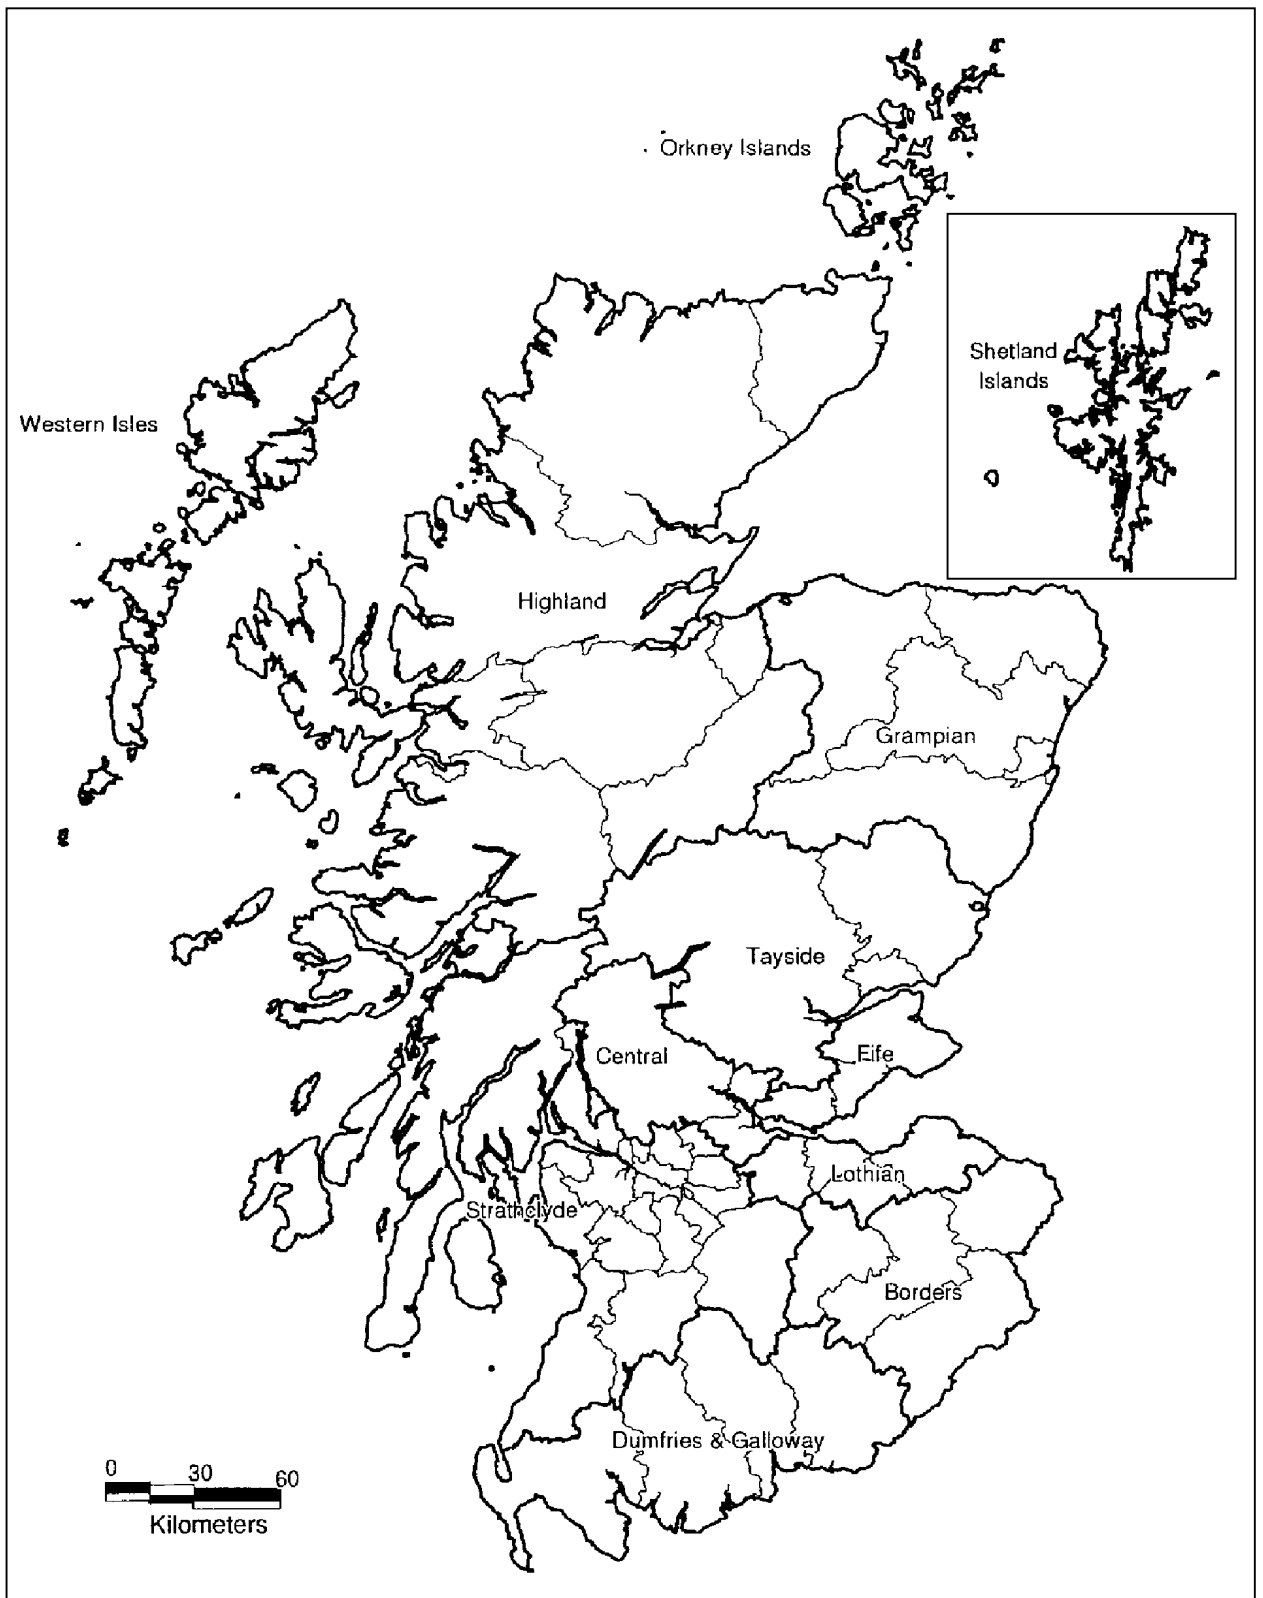 Orkney Islands
Shetland
Islands
Western Isles
Highland
Grampian
Tayside
Central
Fife
Lothian
Strathclyde
Borders
Dumfries & Galloway
0 30 60
Kilometers